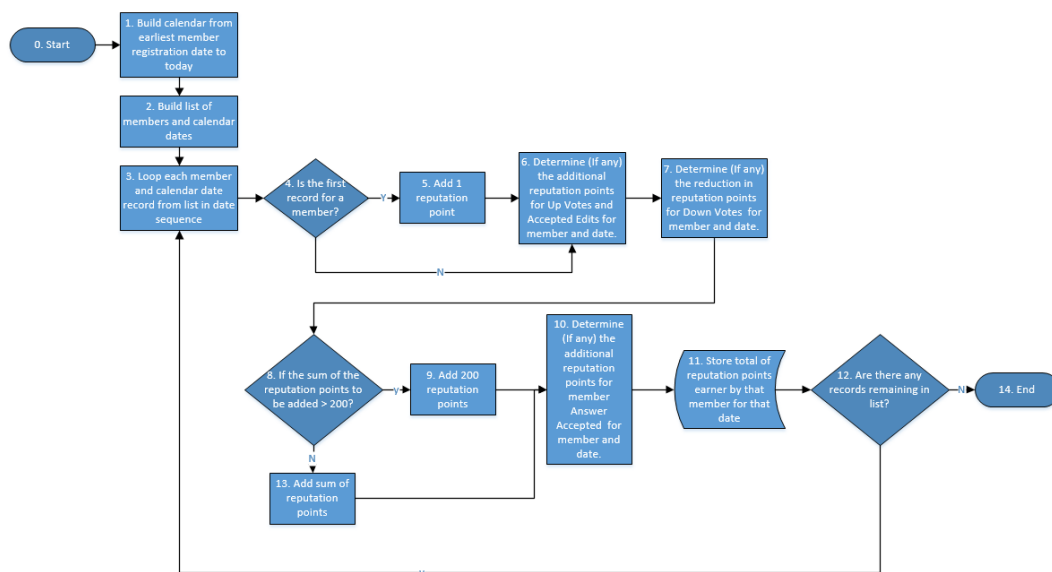 0. Start
1. Build calendar from
earliest member
registration date to
today
2. Build list of
members and calendar
dates
3. Loop each member
and calendar date
record from list in date
sequence
4. Is the first
record for a
member?
Y
N
5. Add 1
reputation
point
6. Determine (If any)
the additional
reputation points
for Up Votes and
Accepted Edits for
member and date.
7. Determine (If any)
the reduction in
reputation points
for Down Votes for
member and date.
8. If the sum of the
reputation points to
be added > 200?
y
N
9. Add 200
reputation
points
13. Add sum of
reputation
points
10. Determine
(If any) the
additional
reputation
points for
member
Answer
Accepted for
member and
date.
11. Store total of
reputation points
earner by that
member for that
date
12. Are there any
records remaining in
list?
N
14. End